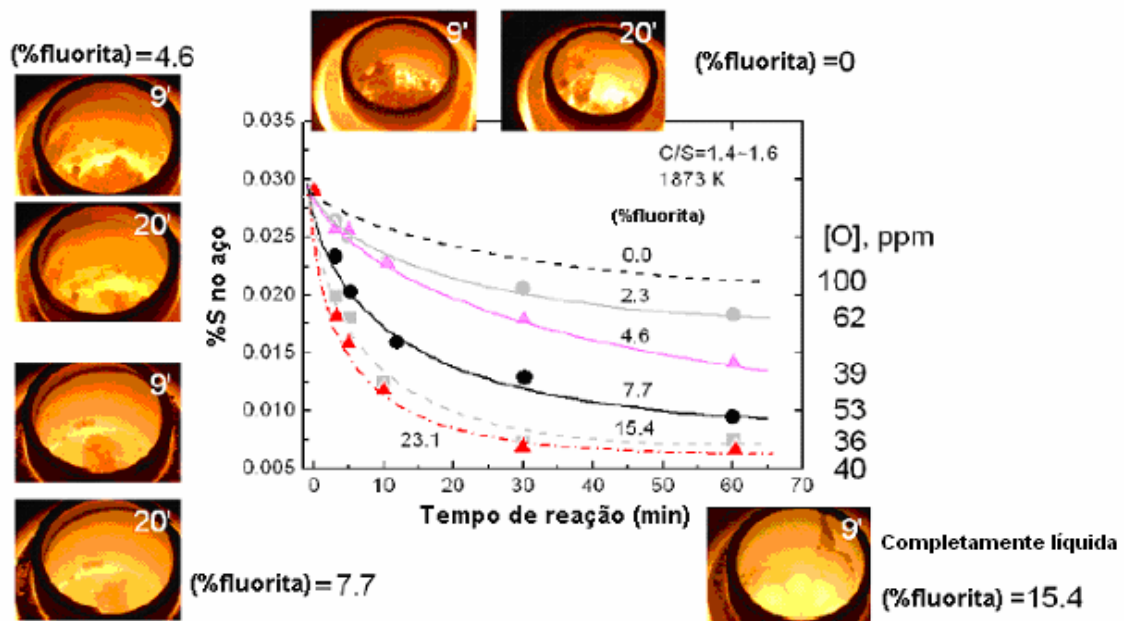 9'
20'
(%fluorita) =0
(%fluorita) =4.6
9'
20'
0.035
0.030
0.025
0.020
0.015
0.010
0.005
%S no aço
C/S=1.4~1.6
1873 K
(%fluorita)
0.0
2.3
4.6
7.7
15.4
23.1
0 10 20 30 40 50 60 70
Tempo de reação (min)
[O], ppm
100
62
39
53
36
40
9'
20'
(%fluorita) =7.7
9'
Completamente líquida
(%fluorita) =15.4